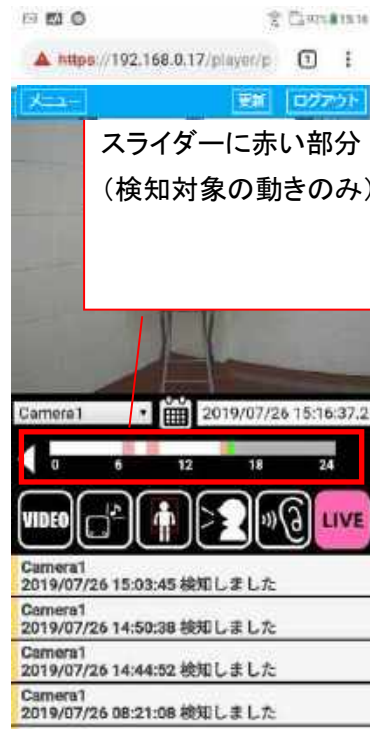 92% 15:16
https://192.168.0.17/player/p
1
メニュー 更新 ログアウト
スライダーに赤い部分
（検知対象の動きのみ）
Camera1 2019/07/26 15:16:37.2
0 6 12 18 24
VIDEO LIVE
Camera1
2019/07/26 15:03:45 検知しました
Camera1
2019/07/26 14:50:38 検知しました
Camera1
2019/07/26 14:44:52 検知しました
Camera1
2019/07/26 08:21:08 検知しました